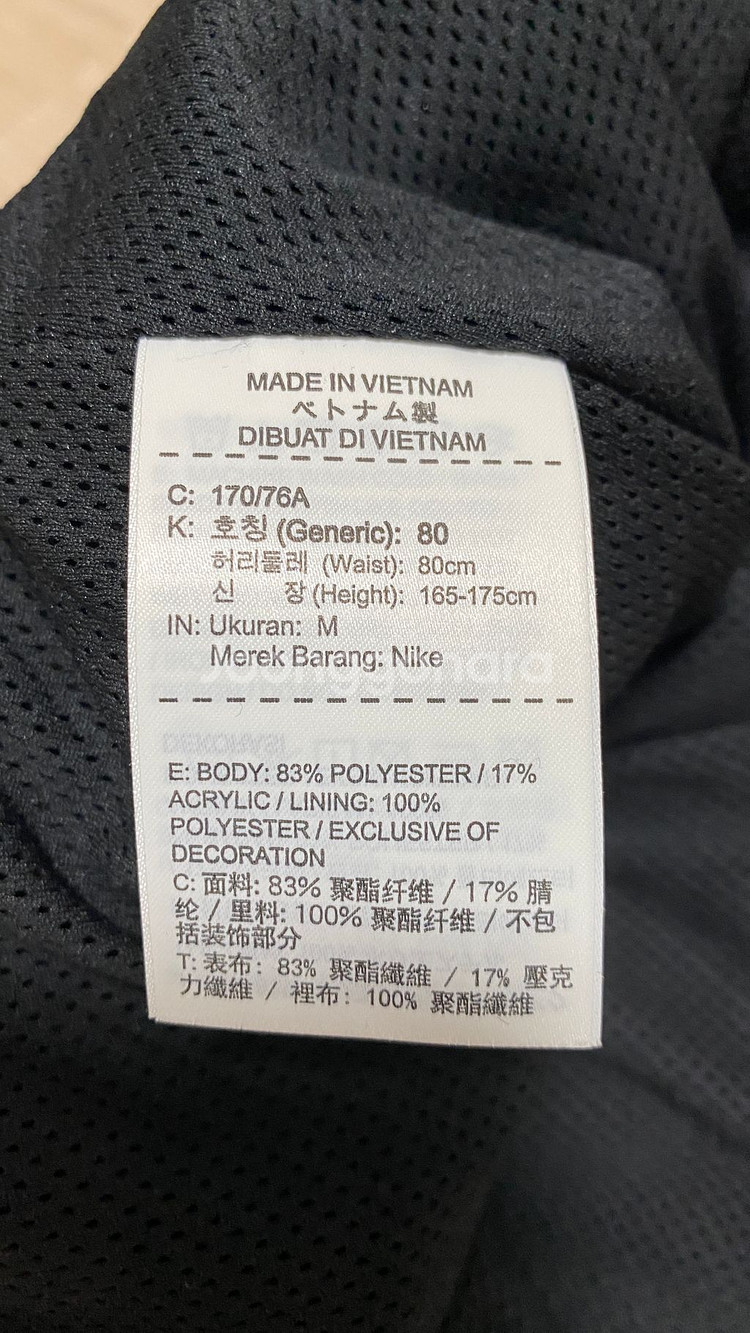 MADE IN VIETNAM
ベトナム製
DIBUAT DI VIETNAM
C: 170/76A
K: 호칭 (Generic): 80
허리둘레 (Waist): 80cm
신 장 (Height): 165-175cm
IN: Ukuran: M
Merek Barang: Nike
joonggonara
E: BODY: 83% POLYESTER / 17%
ACRYLIC / LINING: 100%
POLYESTER / EXCLUSIVE OF
DECORATION
C: 面料: 83% 聚酯纤维 / 17% 腈
纶 / 里料: 100% 聚酯纤维 / 不包
括装饰部分
T: 表布: 83% 聚酯纖維 / 17% 壓克
力纖維 / 裡布: 100% 聚酯纖維